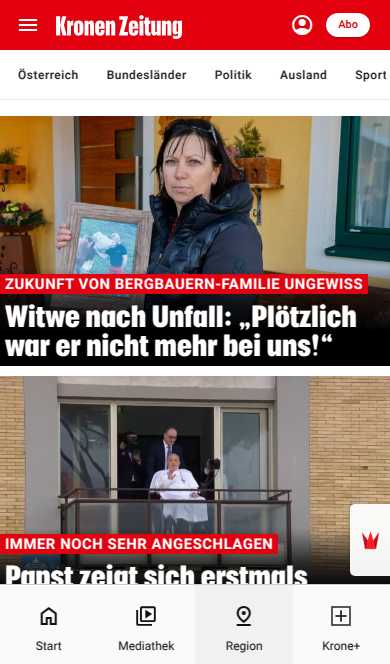 Kronen Zeitung
Abo
Österreich Bundesländer Politik Ausland Sport
ZUKUNFT VON BERGBAUERN-FAMILIE UNGEWISS
Witwe nach Unfall: „Plötzlich
war er nicht mehr bei uns!“
IMMER NOCH SEHR ANGESCHLAGEN
Papst zeigt sich erstmals
Start Mediathek Region Krone+